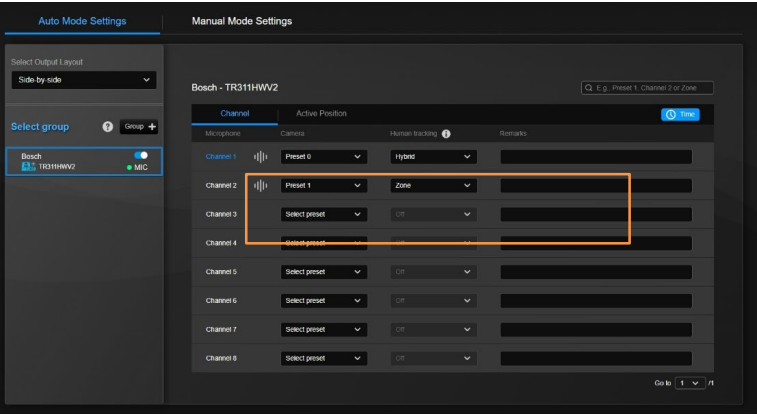 Auto Mode Settings
Manual Mode Settings
Select Output Layout
Side-by-side
Bosch - TR311HWV2
E.g., Preset 1, Channel 2 or Zone
Channel
Active Position
Time
Select group
?
Group +
Microphone
Camera
Human tracking
Remarks
Bosch
TR311HWV2
MIC
Channel 1
Preset 0
Hybrid
Channel 2
Preset 1
Zone
Channel 3
Select preset
Off
Channel 4
Select preset
Off
Channel 5
Select preset
Off
Channel 6
Select preset
Off
Channel 7
Select preset
Off
Channel 8
Select preset
Off
Go to 1 /1